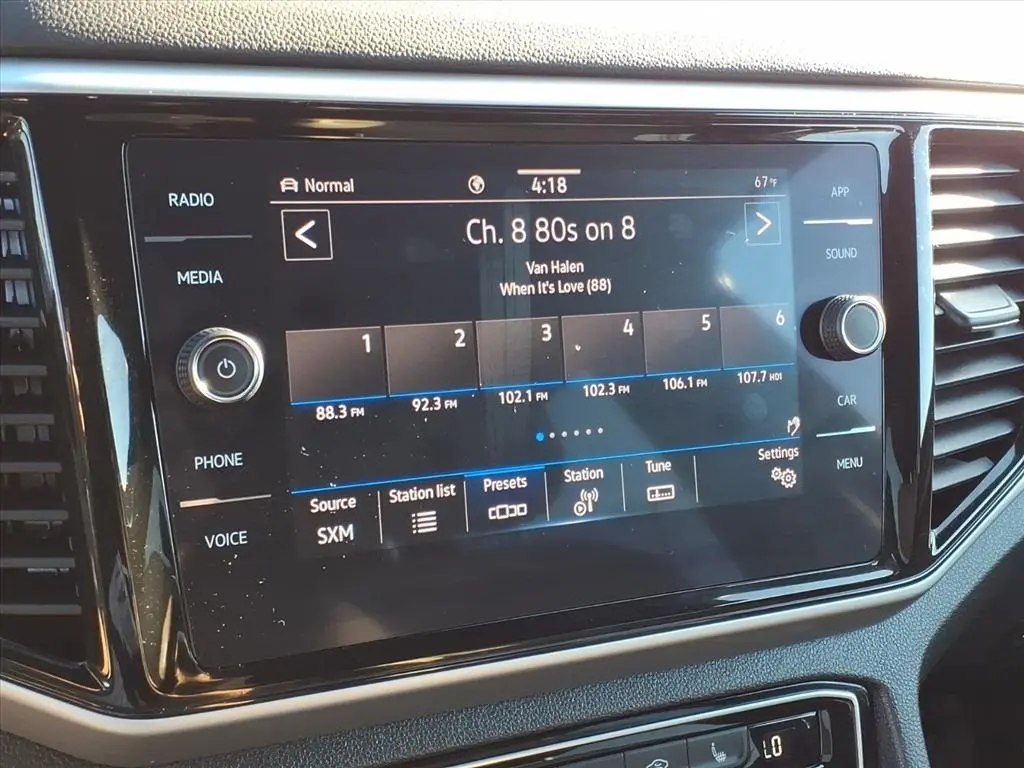 RADIO
MEDIA
PHONE
VOICE
Normal
4:18
67°F
<
Ch. 8 80s on 8
>
Van Halen
When It's Love (88)
1 2 3 4 5 6
88.3 FM 92.3 FM 102.1 FM 102.3 FM 106.1 FM 107.7 HD1
Source Station list Presets Station Tune Settings
SXM
APP
SOUND
CAR
MENU
LO